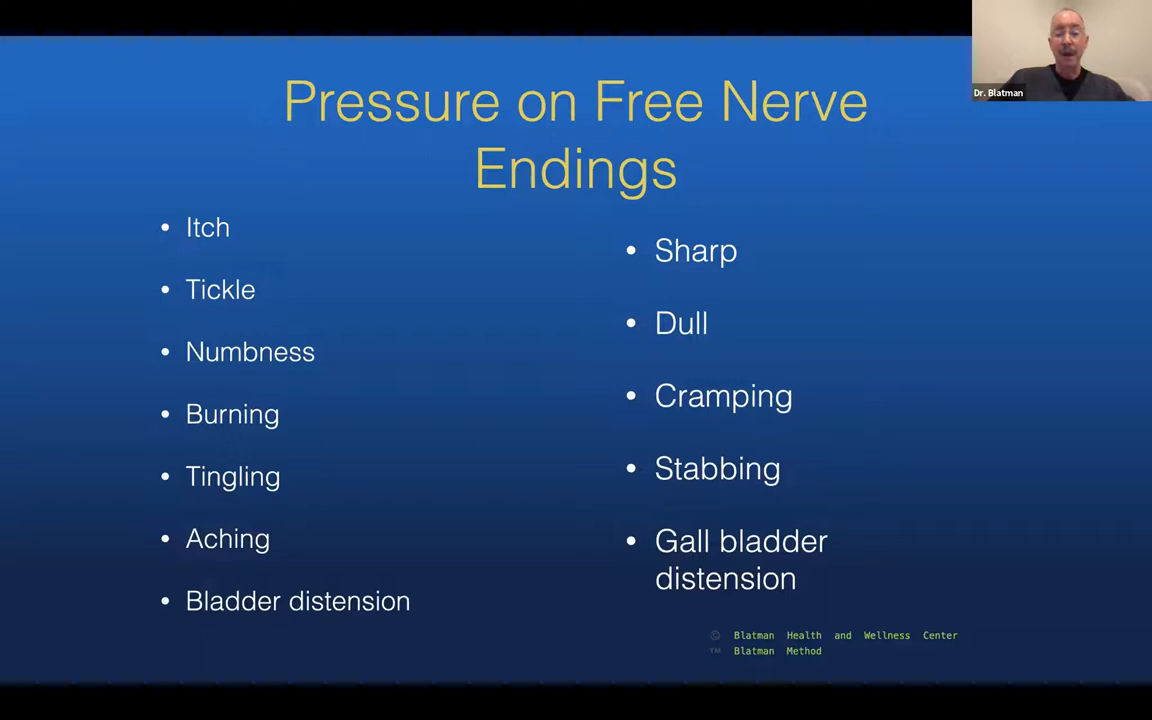 Dr. Blatman
Pressure on Free Nerve
Endings
• Itch
• Tickle
• Numbness
• Burning
• Tingling
• Aching
• Bladder distension
• Sharp
• Dull
• Cramping
• Stabbing
• Gall bladder
distension
© Blatman Health and Wellness Center
™ Blatman Method